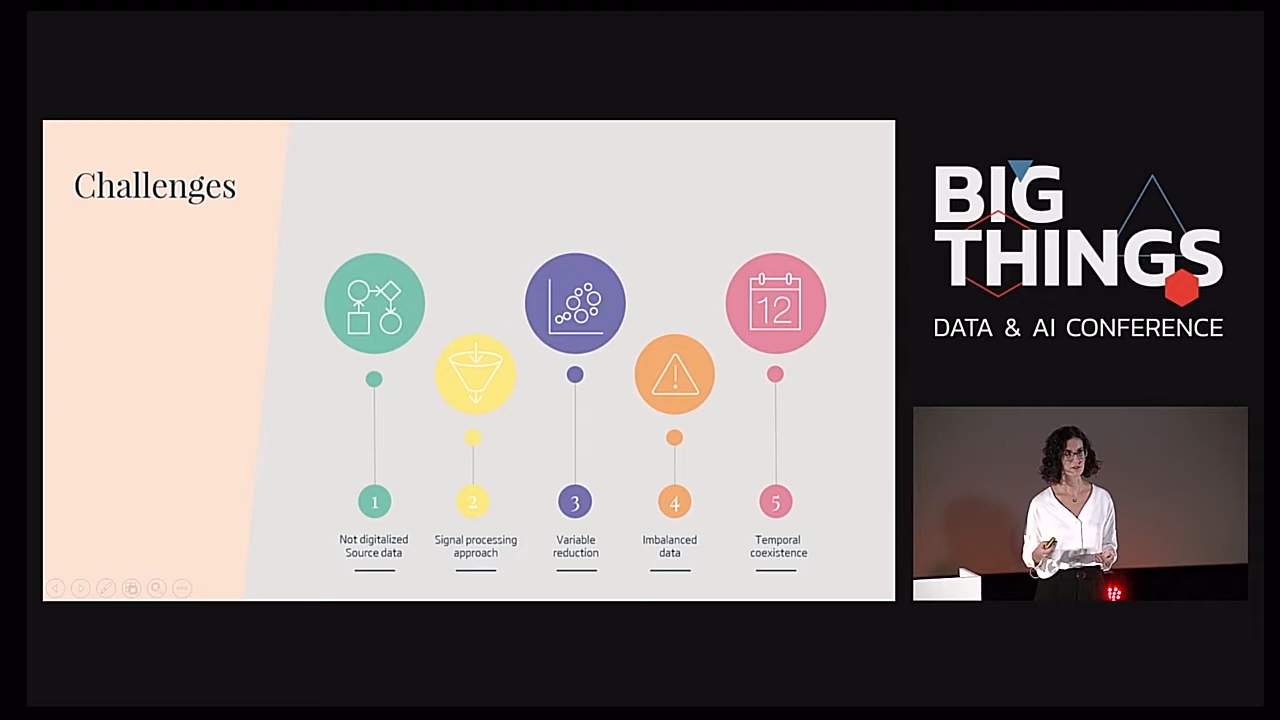 Challenges
12
1
2
3
4
5
Not digitalized
Source data
Signal processing
approach
Variable
reduction
Imbalanced
data
Temporal
coexistence
BIG
THINGS
DATA & AI CONFERENCE